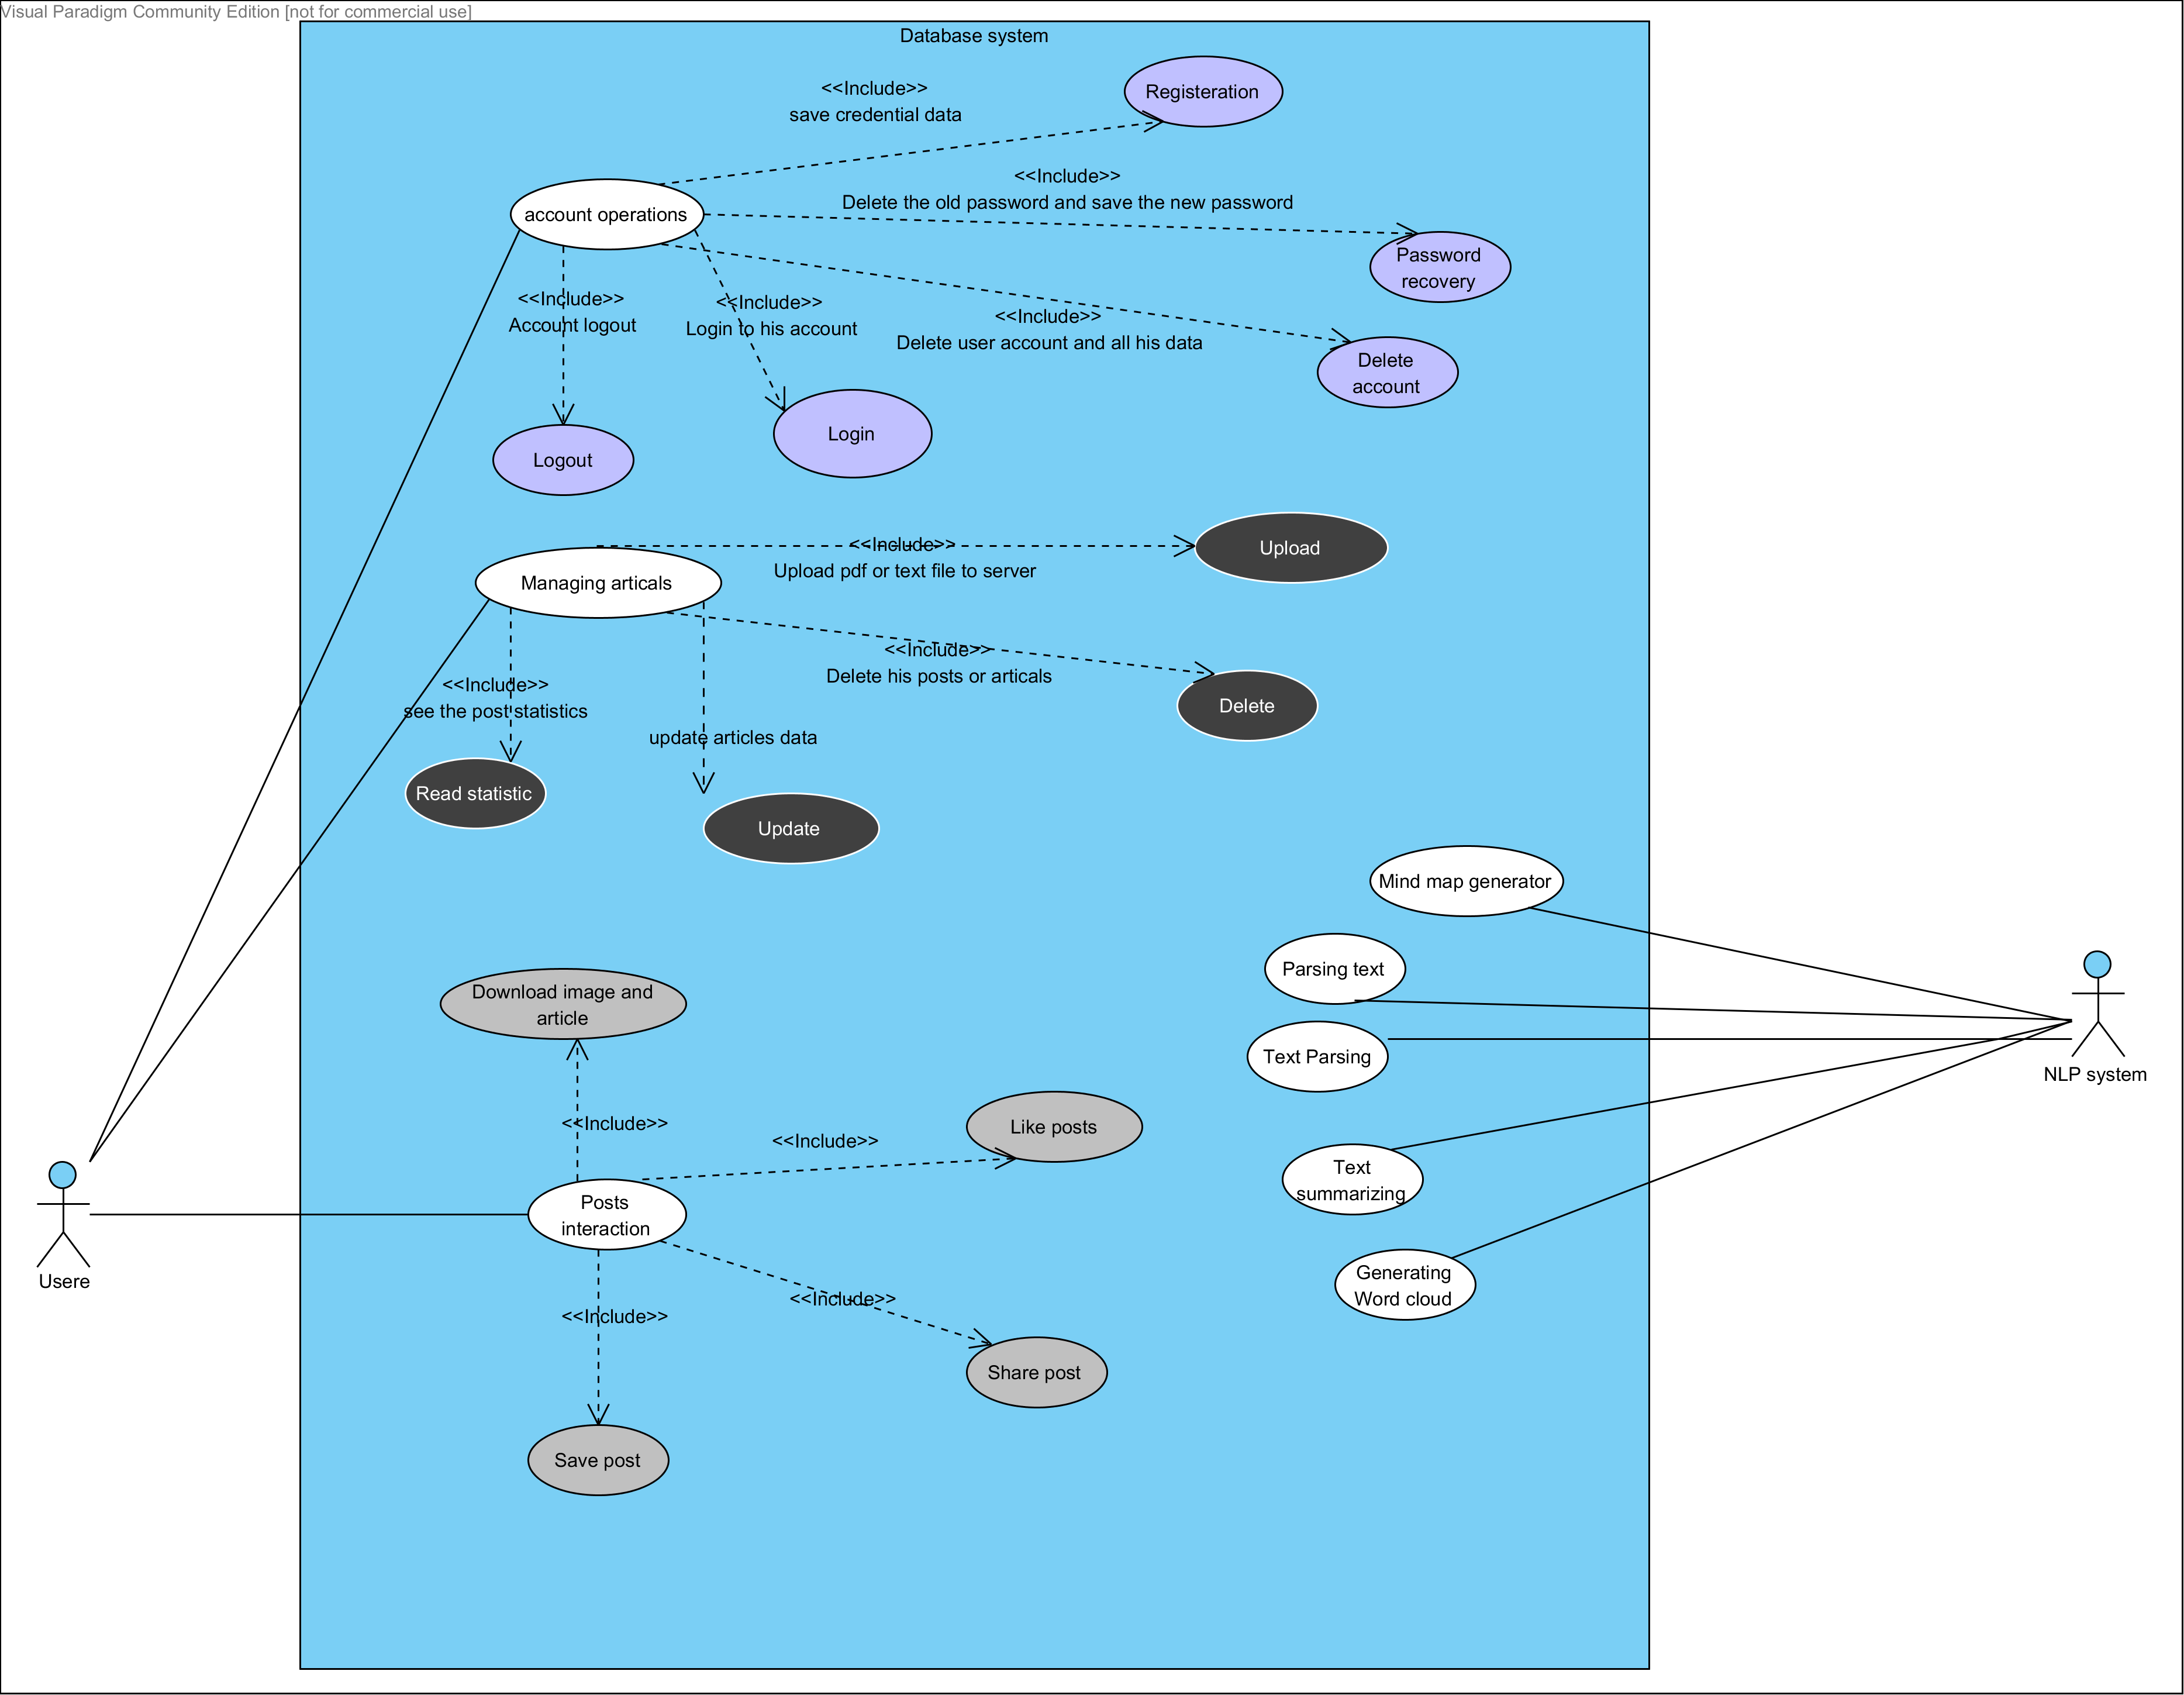 Visual Paradigm Community Edition [not for commercial use]
Database system
<<Include>>
save credential data
Registeration
<<Include>>
Delete the old password and save the new password
account operations
Password
recovery
<<Include>>
Account logout
<<Include>>
Login to his account
<<Include>>
Delete user account and all his data
Delete
account
Logout
Login
<<Include>>
Upload pdf or text file to server
Upload
Managing articals
<<Include>>
Delete his posts or articals
Delete
<<Include>>
see the post statistics
update articles data
Read statistic
Update
Mind map generator
Parsing text
Download image and
article
Text Parsing
NLP system
<<Include>>
<<Include>>
Like posts
Text
summarizing
Posts
interaction
Usere
<<Include>>
<<Include>>
Generating
Word cloud
Share post
Save post